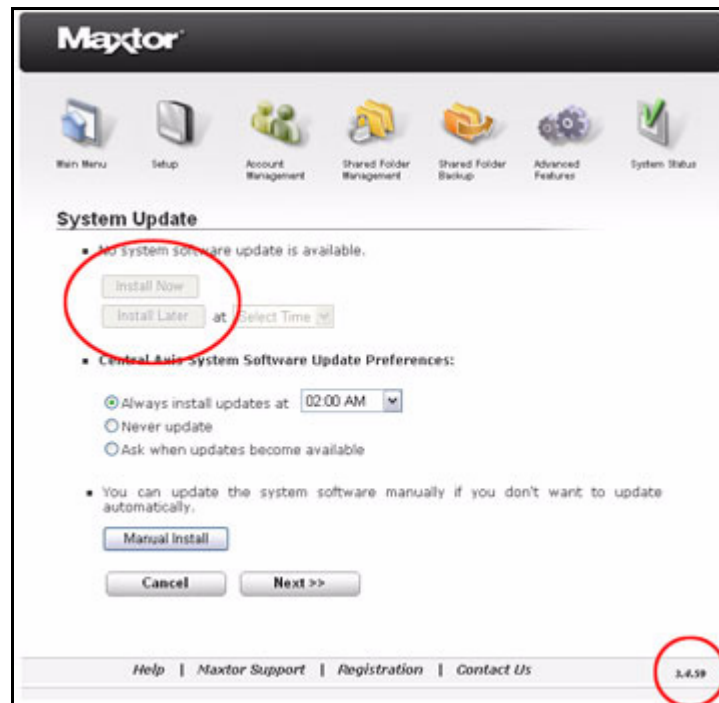 Maxtor
Main Menu
Setup
Account Management
Shared Folder Management
Shared Folder Backup
Advanced Features
System Status
System Update
No system software update is available.
Install Now
Install Later at Select Time
Central Axis System Software Update Preferences:
Always install updates at 02:00 AM
Never update
Ask when updates become available
You can update the system software manually if you don't want to update
automatically.
Manual Install
Cancel Next >>
Help | Maxtor Support | Registration | Contact Us